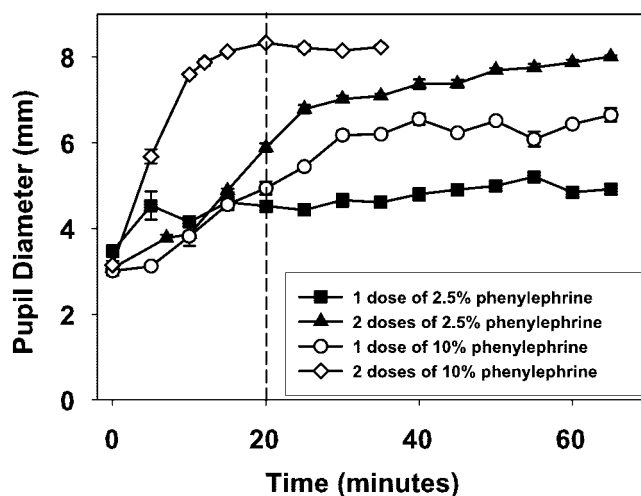 Pupil Diameter (mm)
8
6
4
2
0
1 dose of 2.5% phenylephrine
2 doses of 2.5% phenylephrine
1 dose of 10% phenylephrine
2 doses of 10% phenylephrine
0 20 40 60
Time (minutes)